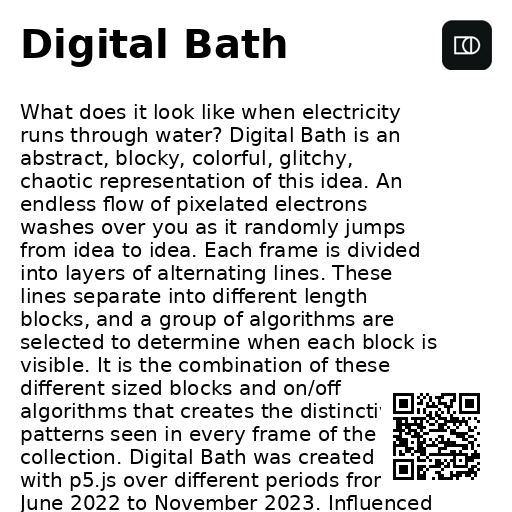 Digital Bath
What does it look like when electricity
runs through water? Digital Bath is an
abstract, blocky, colorful, glitchy,
chaotic representation of this idea. An
endless flow of pixelated electrons
washes over you as it randomly jumps
from idea to idea. Each frame is divided
into layers of alternating lines. These
lines separate into different length
blocks, and a group of algorithms are
selected to determine when each block is
visible. It is the combination of these
different sized blocks and on/off
algorithms that creates the
patterns seen in every frame of the
collection. Digital Bath was created
with p5.js over different periods
June 2022 to November 2023. Influenced